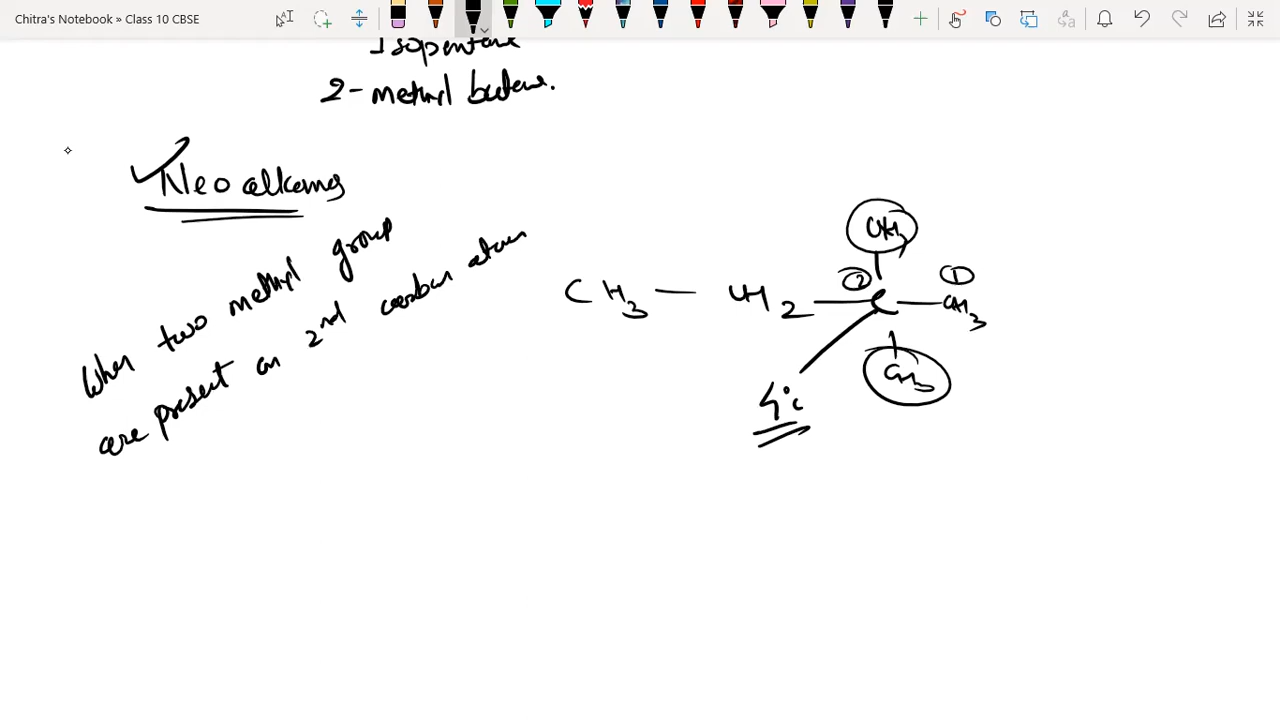 Chitra's Notebook » Class 10 CBSE
Isopentane
2- methyl butane.
Neo alkanes
When two methyl group
are present on 2nd carbon atom
CH3
② ①
CH3 — CH2 — C — CH3
CH3
4°c